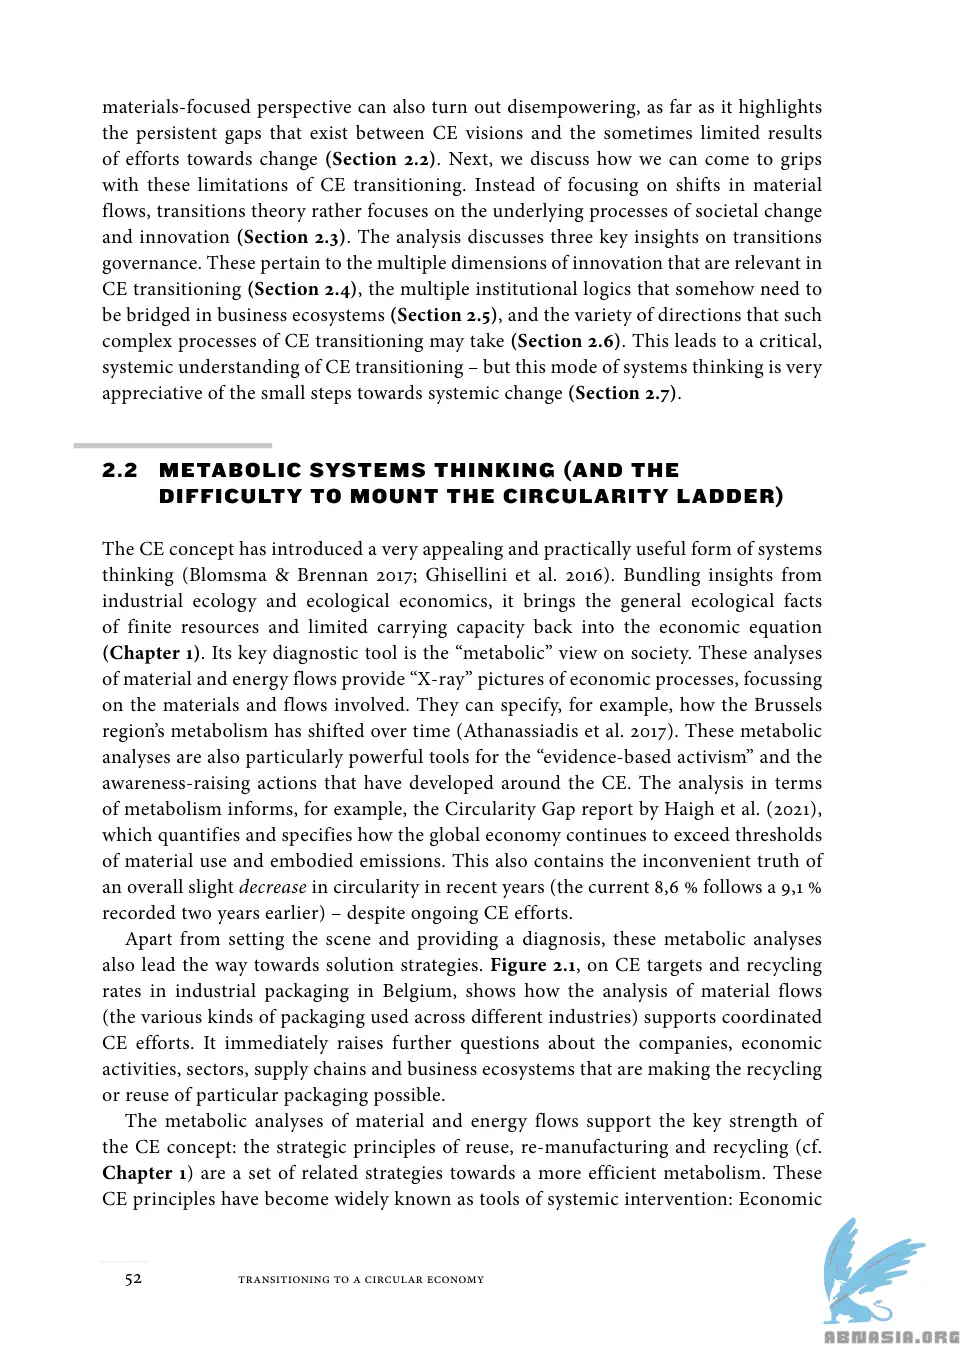 materials-focused perspective can also turn out disempowering, as far as it highlights
the persistent gaps that exist between CE visions and the sometimes limited results
of efforts towards change (Section 2.2). Next, we discuss how we can come to grips
with these limitations of CE transitioning. Instead of focusing on shifts in material
flows, transitions theory rather focuses on the underlying processes of societal change
and innovation (Section 2.3). The analysis discusses three key insights on transitions
governance. These pertain to the multiple dimensions of innovation that are relevant in
CE transitioning (Section 2.4), the multiple institutional logics that somehow need to
be bridged in business ecosystems (Section 2.5), and the variety of directions that such
complex processes of CE transitioning may take (Section 2.6). This leads to a critical,
systemic understanding of CE transitioning – but this mode of systems thinking is very
appreciative of the small steps towards systemic change (Section 2.7).
2.2 METABOLIC SYSTEMS THINKING (AND THE
DIFFICULTY TO MOUNT THE CIRCULARITY LADDER)
The CE concept has introduced a very appealing and practically useful form of systems
thinking (Blomsma & Brennan 2017; Ghisellini et al. 2016). Bundling insights from
industrial ecology and ecological economics, it brings the general ecological facts
of finite resources and limited carrying capacity back into the economic equation
(Chapter 1). Its key diagnostic tool is the “metabolic” view on society. These analyses
of material and energy flows provide “X-ray” pictures of economic processes, focussing
on the materials and flows involved. They can specify, for example, how the Brussels
region’s metabolism has shifted over time (Athanassiadis et al. 2017). These metabolic
analyses are also particularly powerful tools for the “evidence-based activism” and the
awareness-raising actions that have developed around the CE. The analysis in terms
of metabolism informs, for example, the Circularity Gap report by Haigh et al. (2021),
which quantifies and specifies how the global economy continues to exceed thresholds
of material use and embodied emissions. This also contains the inconvenient truth of
an overall slight decrease in circularity in recent years (the current 8,6 % follows a 9,1 %
recorded two years earlier) – despite ongoing CE efforts.
Apart from setting the scene and providing a diagnosis, these metabolic analyses
also lead the way towards solution strategies. Figure 2.1, on CE targets and recycling
rates in industrial packaging in Belgium, shows how the analysis of material flows
(the various kinds of packaging used across different industries) supports coordinated
CE efforts. It immediately raises further questions about the companies, economic
activities, sectors, supply chains and business ecosystems that are making the recycling
or reuse of particular packaging possible.
The metabolic analyses of material and energy flows support the key strength of
the CE concept: the strategic principles of reuse, re-manufacturing and recycling (cf.
Chapter 1) are a set of related strategies towards a more efficient metabolism. These
CE principles have become widely known as tools of systemic intervention: Economic
52 TRANSITIONING TO A CIRCULAR ECONOMY
ABNASIA.ORG